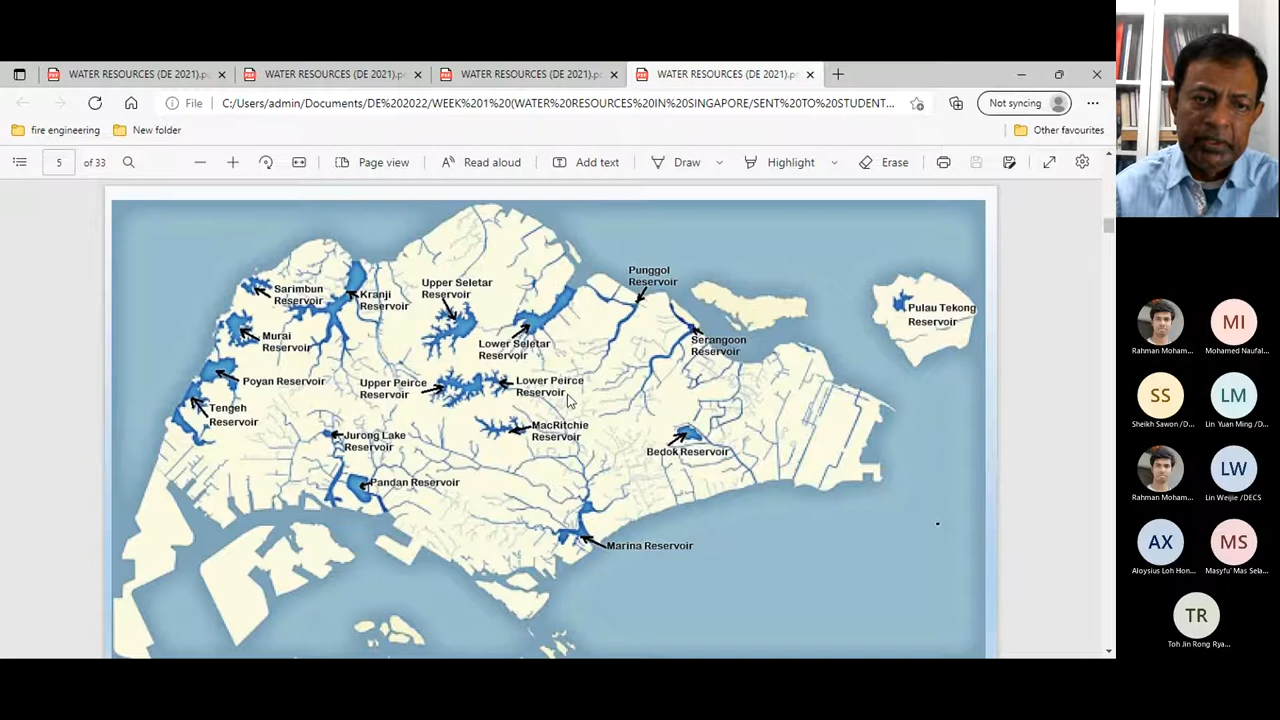 WATER RESOURCES (DE 2021).p
WATER RESOURCES (DE 2021).pc
WATER RESOURCES (DE 2021).pc
WATER RESOURCES (DE 2021).p
File
C:/Users/admin/Documents/DE%202022/WEEK%201%20(WATER%20RESOURCES%20IN%20SINGAPORE/SENT%20TO%20STUDENT...
Not syncing
fire engineering
New folder
Other favourites
5
of 33
Page view
Read aloud
Add text
Draw
Highlight
Erase
Punggol
Reservoir
Sarimbun
Reservoir
Kranji
Reservoir
Upper Seletar
Reservoir
Pulau Tekong
Reservoir
Murai
Reservoir
Lower Seletar
Reservoir
Serangoon
Reservoir
Poyan Reservoir
Upper Peirce
Reservoir
Lower Peirce
Reservoir
Tengeh
Reservoir
Jurong Lake
Reservoir
MacRitchie
Reservoir
Bedok Reservoir
Pandan Reservoir
Marina Reservoir
Rahman Moham...
MI
Mohamed Naufal...
SS
Sheikh Sawon /D...
LM
Lin Yuan Ming /D...
Rahman Moham...
LW
Lin Weijie /DECS
AX
Aloysius Loh Hon...
MS
Masyfu' Mas Sela...
TR
Toh Jin Rong Rya...